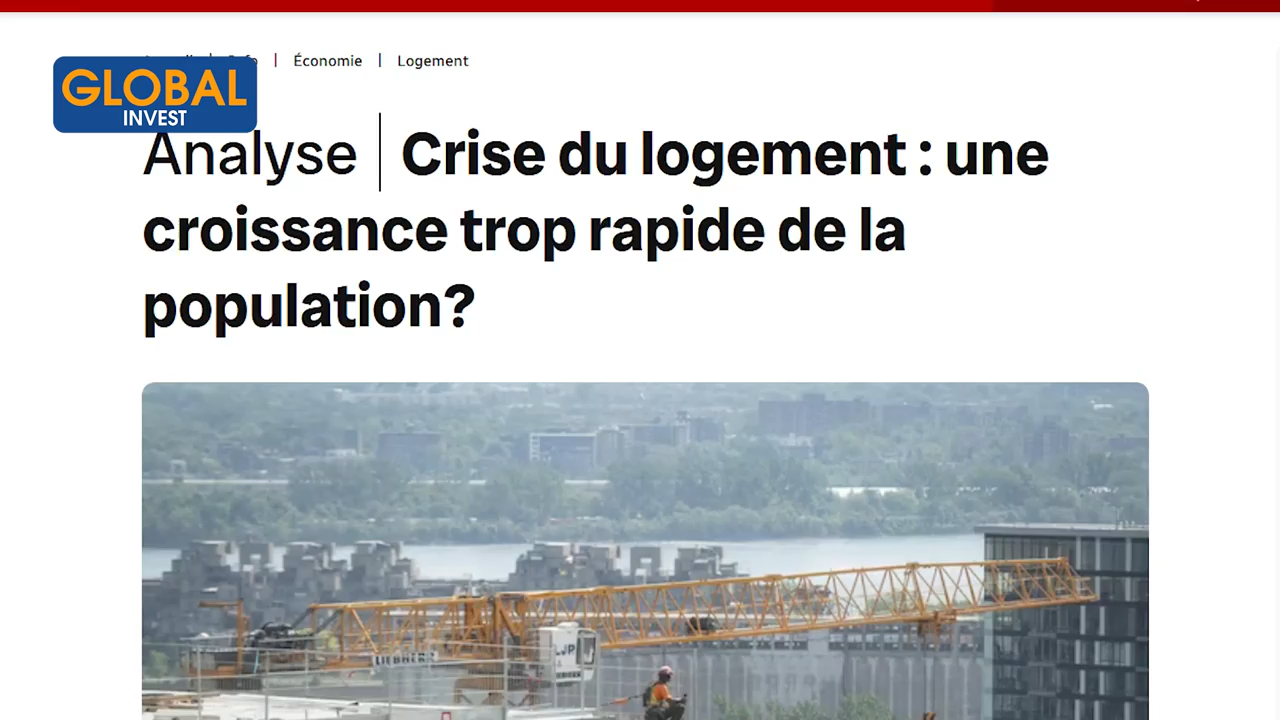 | Économie | Logement
GLOBAL
INVEST
Analyse | Crise du logement : une
croissance trop rapide de la
population?
LIEBHERR